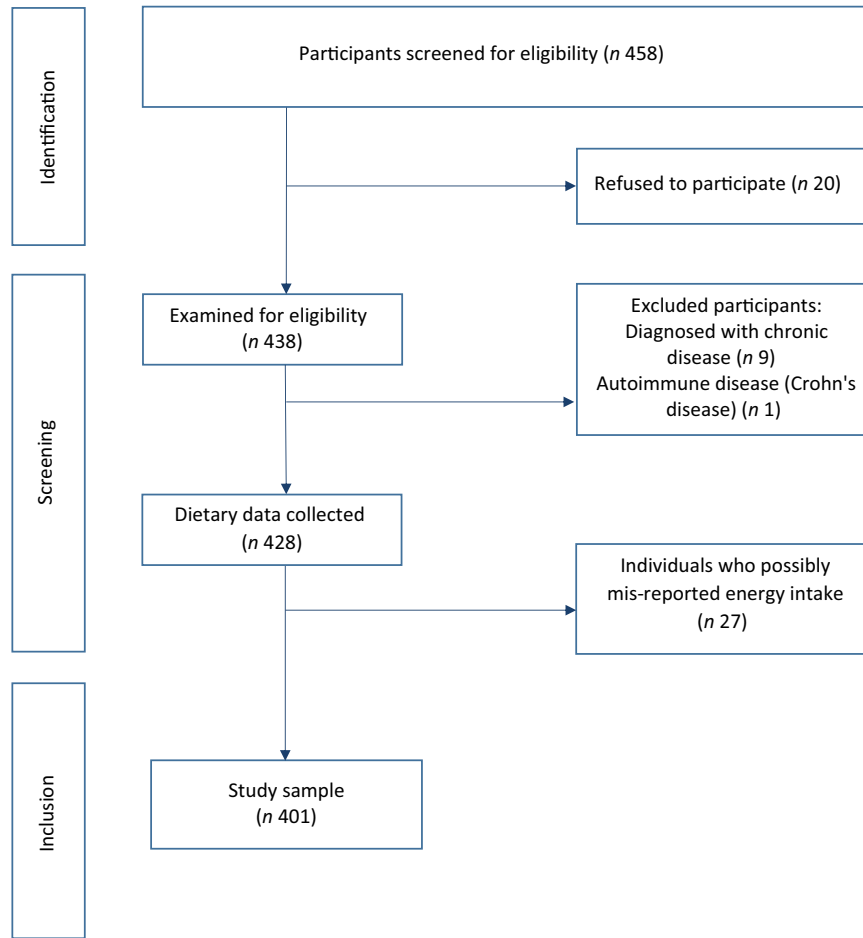 Identification
Participants screened for eligibility (n 458)
Refused to participate (n 20)
Screening
Examined for eligibility
(n 438)
Excluded participants:
Diagnosed with chronic
disease (n 9)
Autoimmune disease (Crohn's
disease) (n 1)
Dietary data collected
(n 428)
Individuals who possibly
mis-reported energy intake
(n 27)
Inclusion
Study sample
(n 401)